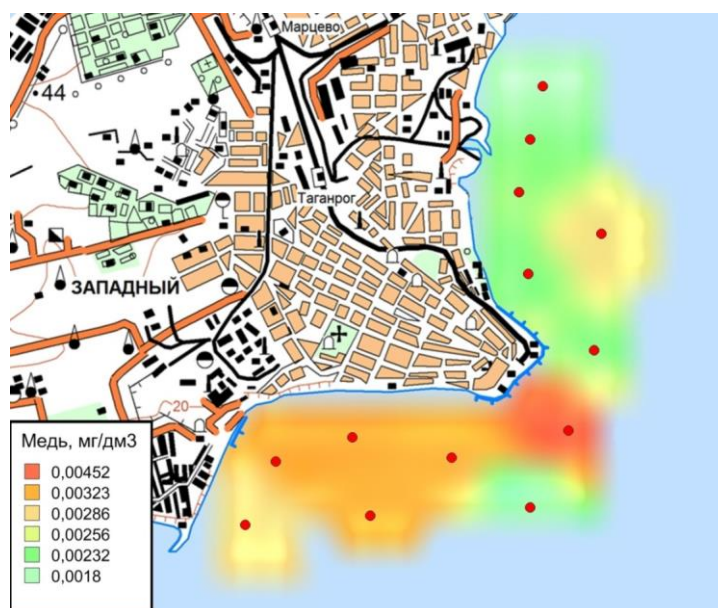 Марцево
44
Таганрог
ЗАПАДНЫЙ
20
Медь, мг/дм3
0,00452
0,00323
0,00286
0,00256
0,00232
0,0018